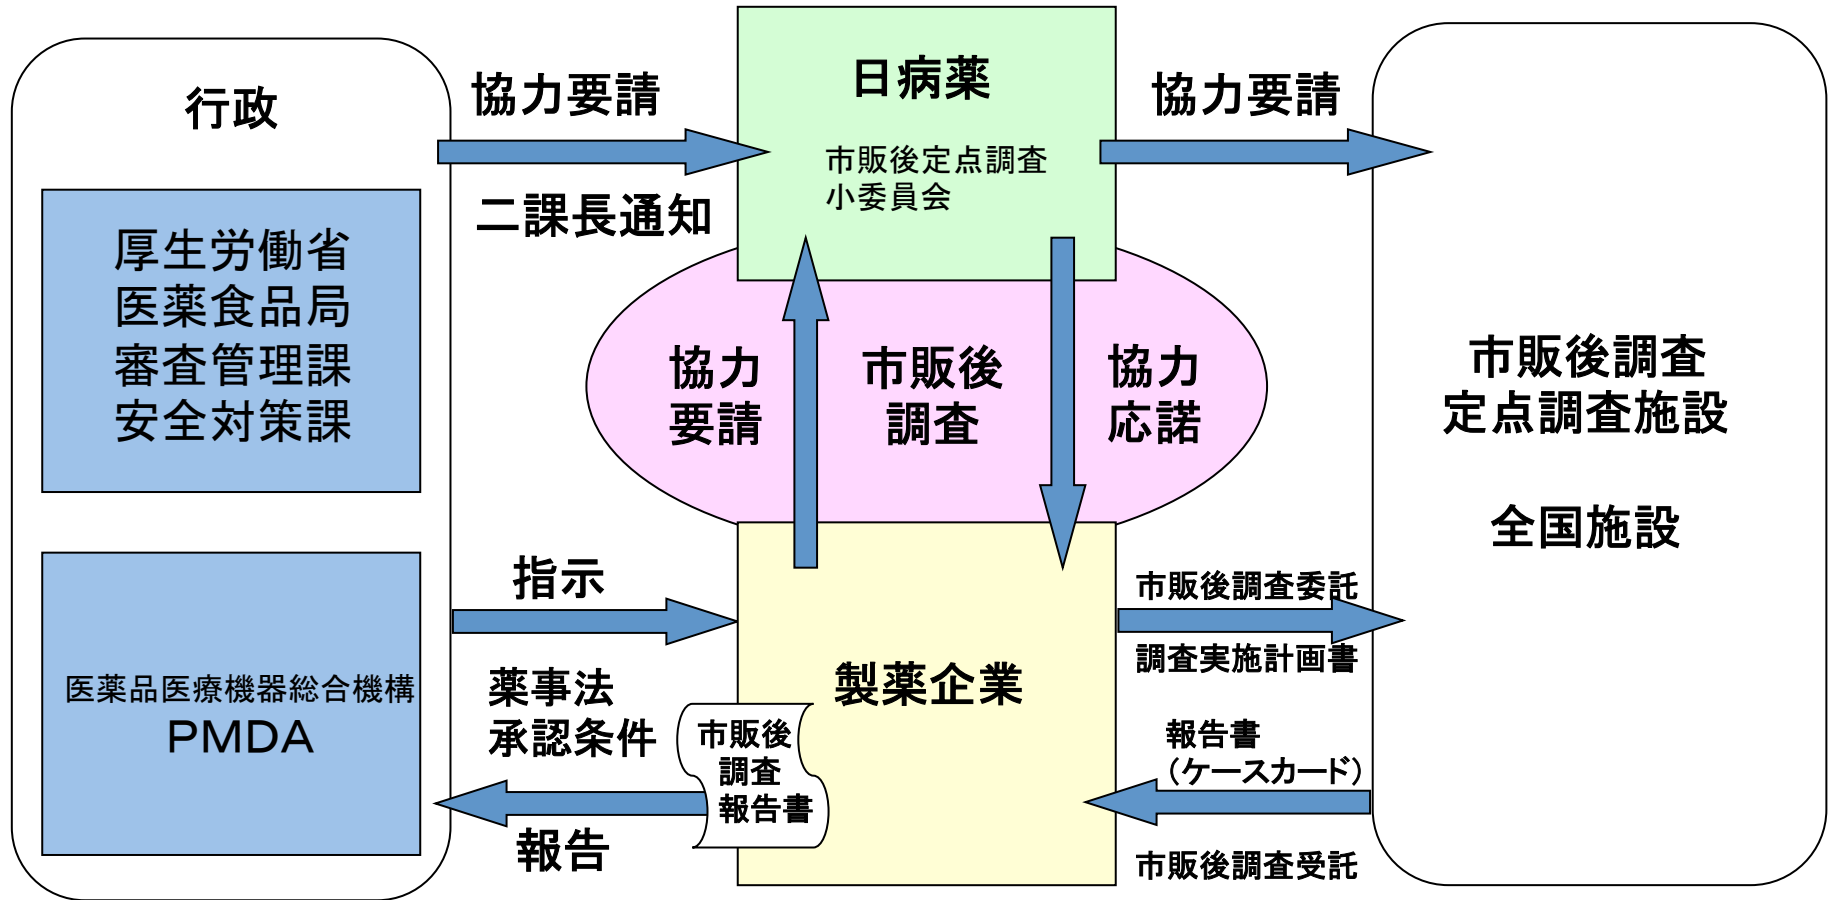 行政
厚生労働省
医薬食品局
審査管理課
安全対策課
医薬品医療機器総合機構
PMDA
協力要請
二課長通知
指示
薬事法
承認条件
報告
日病薬
市販後定点調査
小委員会
協力
要請
市販後
調査
協力
応諾
製薬企業
市販後
調査
報告書
協力要請
市販後調査委託
調査実施計画書
報告書
(ケースカード)
市販後調査受託
市販後調査
定点調査施設
全国施設